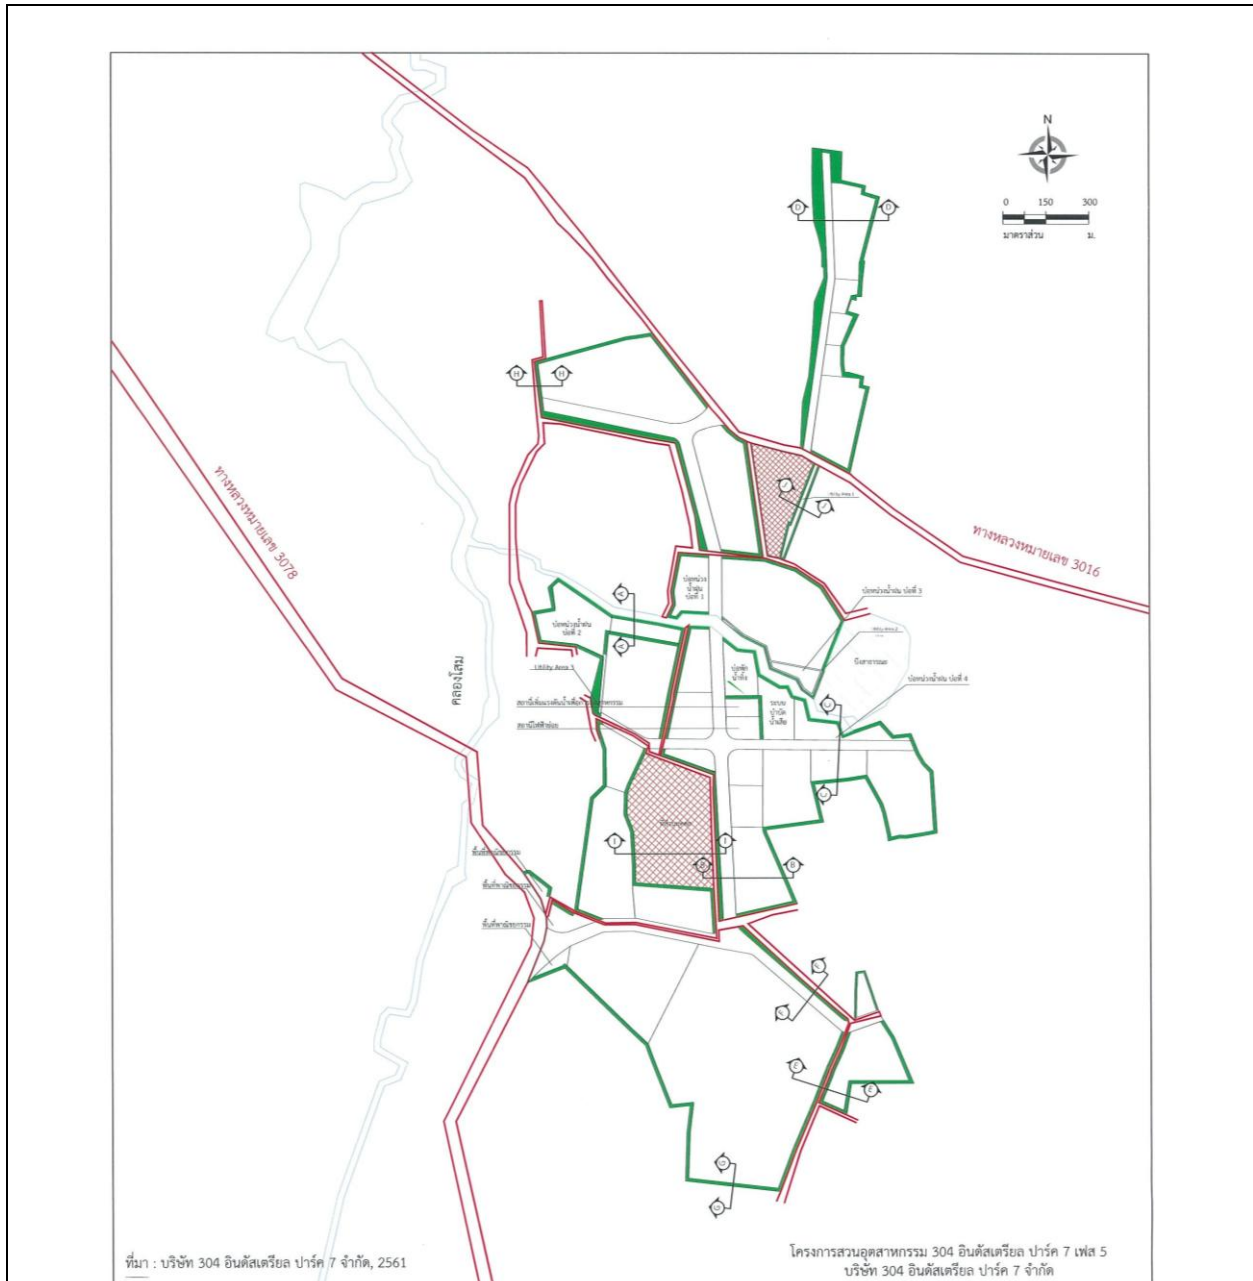 N
0 150 300
มาตราส่วน ม.
D D
H H
ทางหลวงหมายเลข 3078
ทางหลวงหมายเลข 3016
J J
บ่อหน่วง
น้ำฝน
บ่อที่ 1
บ่อหน่วงน้ำฝน บ่อที่ 3
A
บ่อหน่วงน้ำฝน
บ่อที่ 2
A
บึงสาธารณะ
Utility Area 3
บ่อพัก
น้ำทิ้ง
บ่อหน่วงน้ำฝน บ่อที่ 4
คลองโสม
ระบบ
บำบัด
น้ำเสีย
C
สถานีไฟฟ้าย่อย
C
I I
B B
พื้นที่พาณิชยกรรม
พื้นที่พาณิชยกรรม
พื้นที่พาณิชยกรรม
F
F
E
E
G
G
ที่มา : บริษัท 304 อินดัสเตรียล ปาร์ค 7 จำกัด, 2561
โครงการสวนอุตสาหกรรม 304 อินดัสเตรียล ปาร์ค 7 เฟส 5
บริษัท 304 อินดัสเตรียล ปาร์ค 7 จำกัด